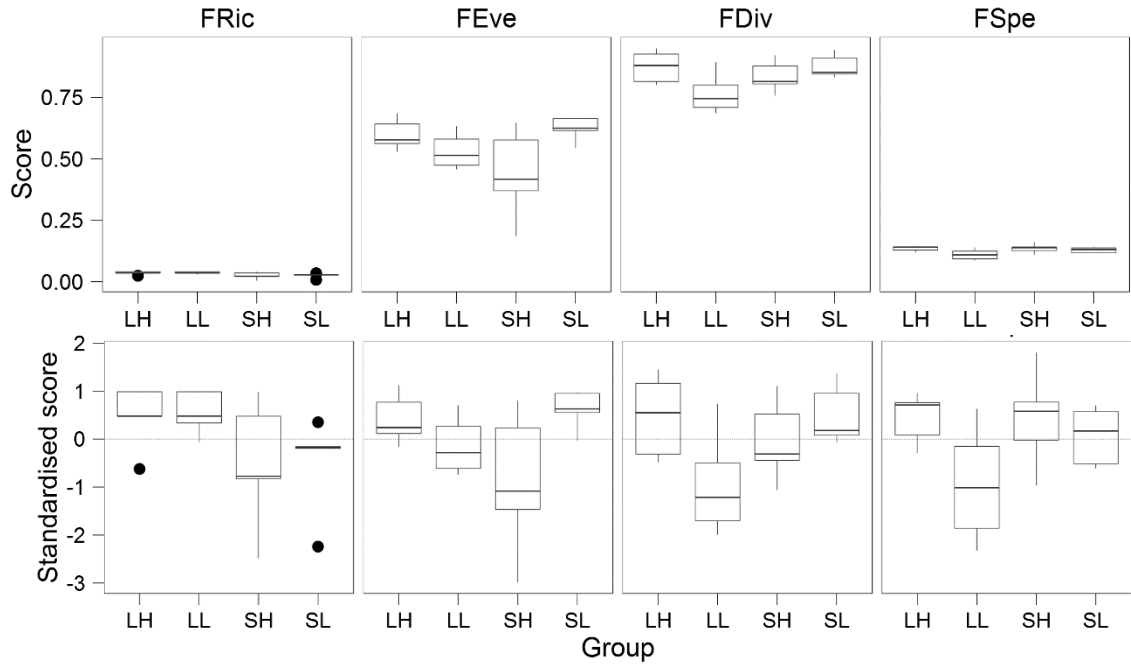 FRic FEve FDiv FSpe
Score
0.75
0.50
0.25
0.00
LH LL SH SL LH LL SH SL LH LL SH SL LH LL SH SL
Standardised score
2
1
0
-1
-2
-3
LH LL SH SL LH LL SH SL LH LL SH SL LH LL SH SL
Group